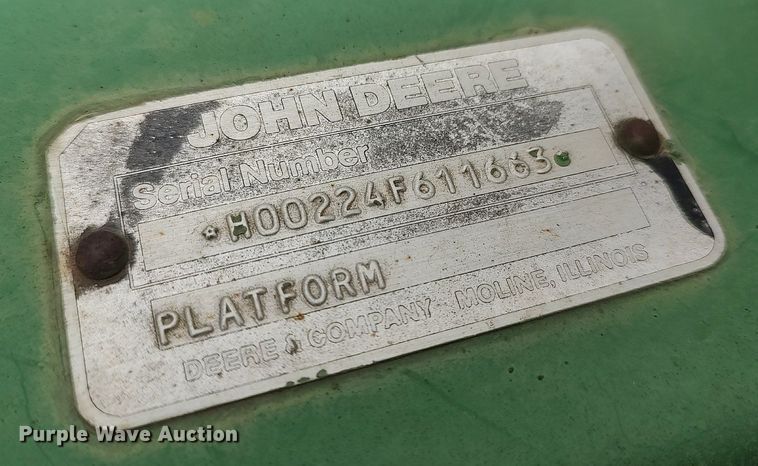 JOHN DEERE
Serial Number
*H00224F611663*
PLATFORM
DEERE & COMPANY MOLINE, ILLINOIS
Purple Wave Auction